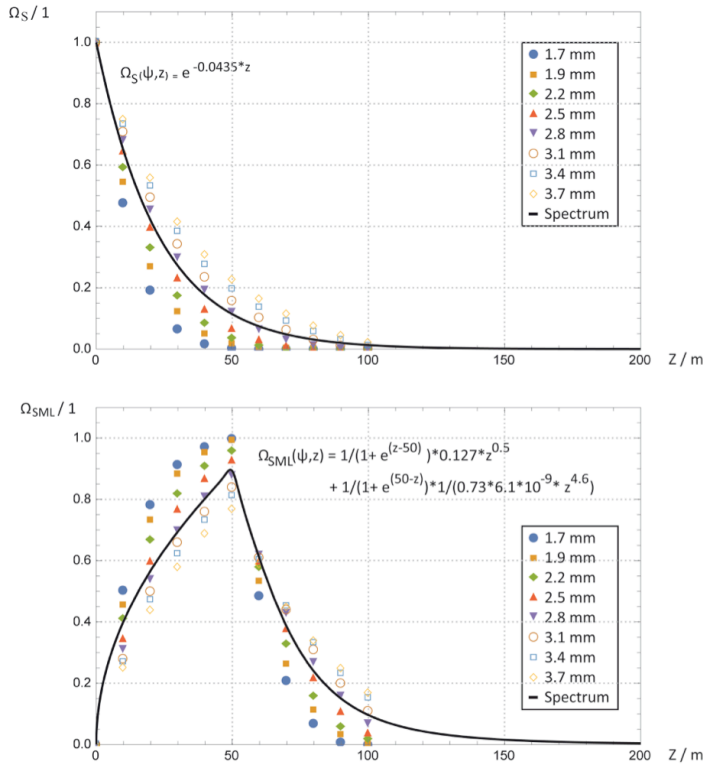 Ω_S / 1
1.0
0.8
0.6
0.4
0.2
0.0
Ω_S(ψ,z) = e^-0.0435*z
1.7 mm
1.9 mm
2.2 mm
2.5 mm
2.8 mm
3.1 mm
3.4 mm
3.7 mm
Spectrum
0 50 100 150 200 Z / m
Ω_SML / 1
1.0
0.8
0.6
0.4
0.2
0.0
Ω_SML(ψ,z) = 1/(1+ e^(z-50) )*0.127*z^0.5
+ 1/(1+ e^(50-z))*1/(0.73*6.1*10^-9* z^4.6)
1.7 mm
1.9 mm
2.2 mm
2.5 mm
2.8 mm
3.1 mm
3.4 mm
3.7 mm
Spectrum
0 50 100 150 200 Z / m